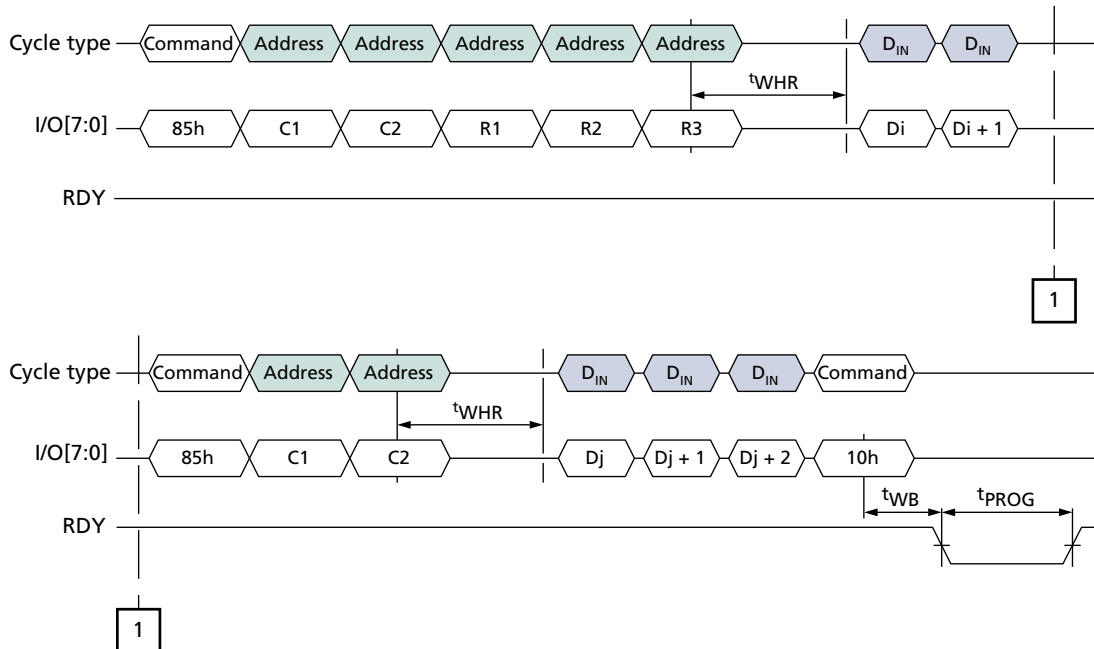 Cycle type Command Address Address Address Address Address DIN DIN
tWHR
I/O[7:0] 85h C1 C2 R1 R2 R3 Di Di + 1
RDY
1
Cycle type Command Address Address DIN DIN DIN Command
tWHR
I/O[7:0] 85h C1 C2 Dj Dj + 1 Dj + 2 10h
tWB tPROG
RDY
1